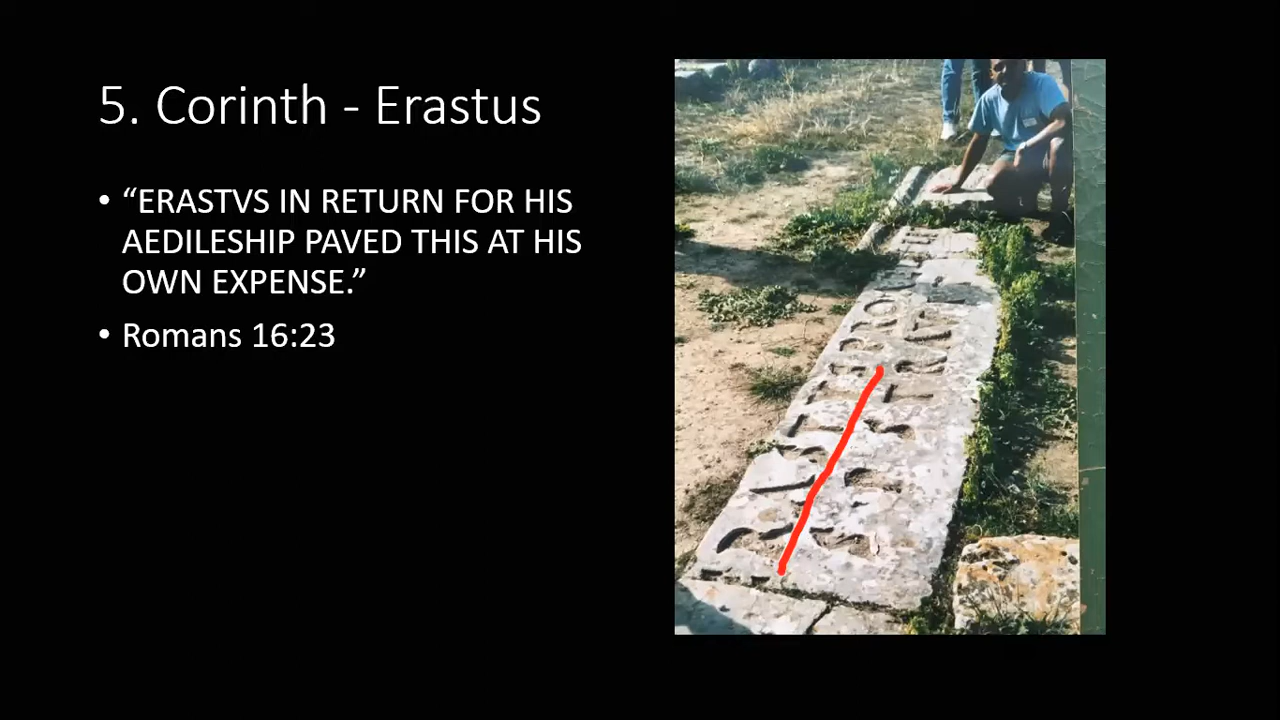 5. Corinth - Erastus
• “ERASTVS IN RETURN FOR HIS
AEDILESHIP PAVED THIS AT HIS
OWN EXPENSE.”
• Romans 16:23